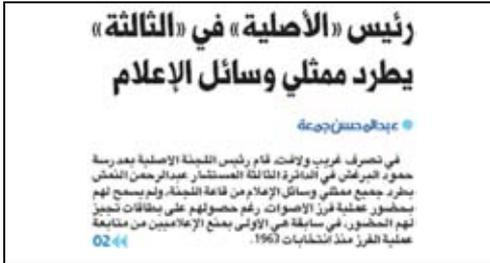 رئيس «الأصلية» في «الثالثة»
يطرد ممثلي وسائل الإعلام
عبدالمحسن جمعة
في تصرف غريب ولافت، قام رئيس اللجنة الاصلية بمدرسة
حمود البرغش في الدائرة الثالثة المستشار عبدالرحمن النمش
بطرد جميع ممثلي وسائل الإعلام من قاعة اللجنة، ولم يسمح لهم
بحضور عملية فرز الاصوات، رغم حصولهم على بطاقات تجيز
لهم الحضور، في سابقة هي الأولى بمنع الإعلاميين من متابعة
عملية الفرز منذ انتخابات 1963.
02